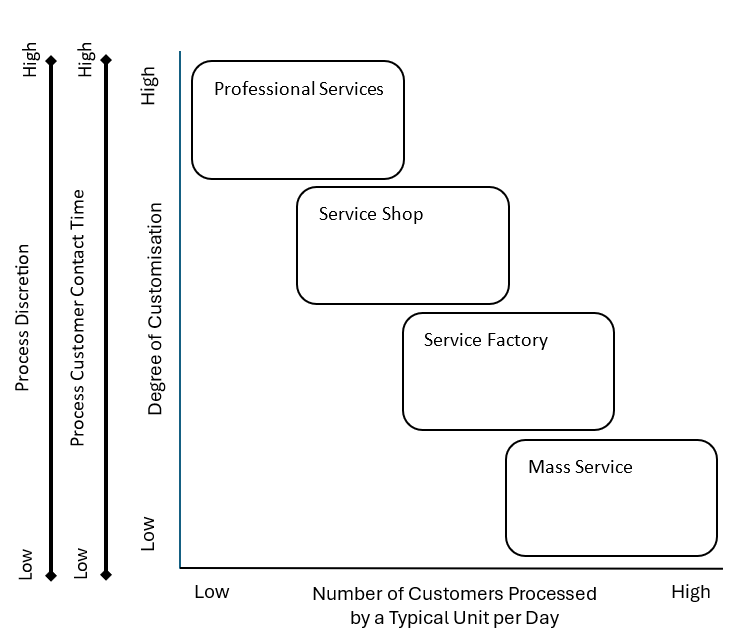 High
High
High
Process Discretion
Process Customer Contact Time
Degree of Customisation
Low
Low
Low
Professional Services
Service Shop
Service Factory
Mass Service
Low
Number of Customers Processed
by a Typical Unit per Day
High